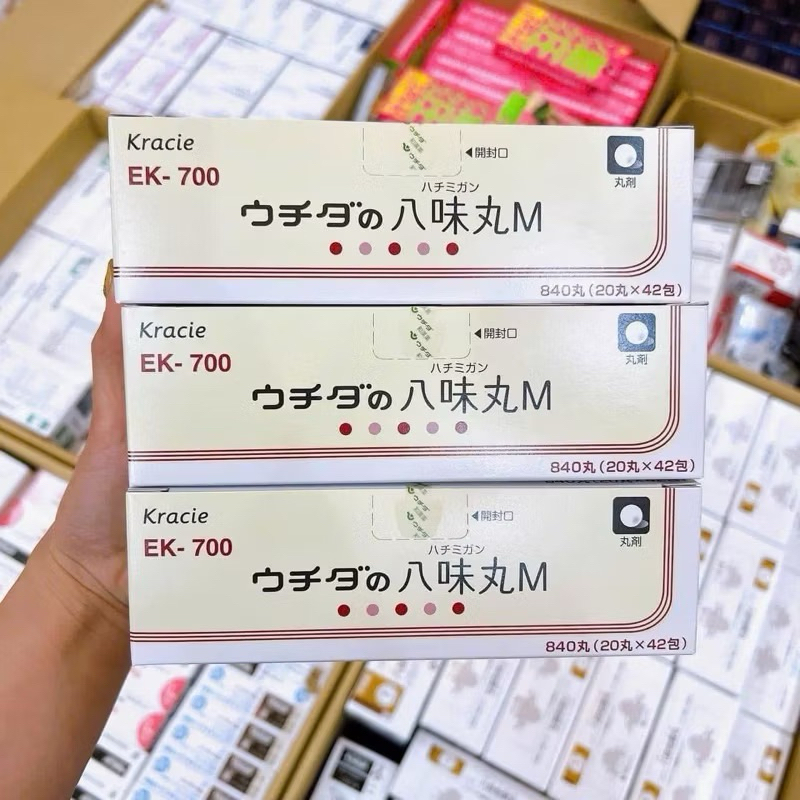 Kracie
EK- 700
◀開封口
丸剤
ハチミガン
ウチダの八味丸M
840丸(20丸×42包)
Kracie
EK- 700
◀開封口
丸剤
ハチミガン
ウチダの八味丸M
840丸(20丸×42包)
Kracie
EK- 700
◀開封口
丸剤
ハチミガン
ウチダの八味丸M
840丸(20丸×42包)